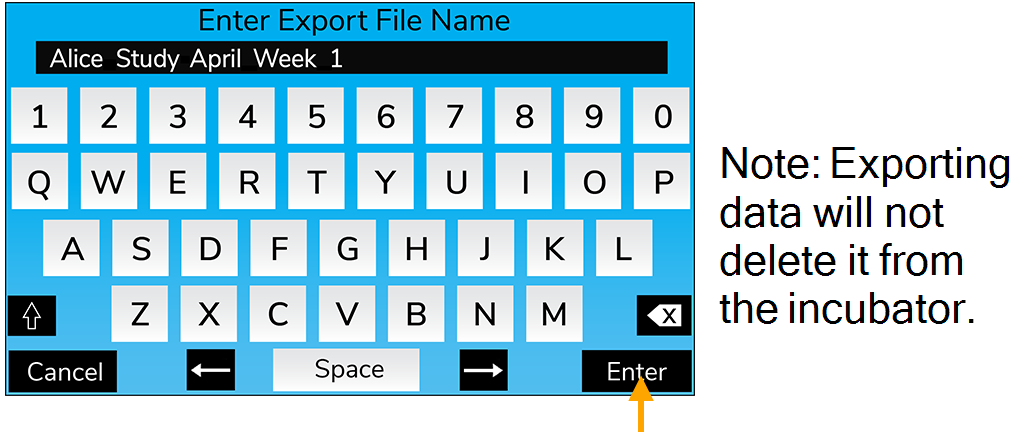 Enter Export File Name
Alice Study April Week 1
1 2 3 4 5 6 7 8 9 0
Q W E R T Y U I O P
A S D F G H J K L
Z X C V B N M X
Cancel Space Enter
Note: Exporting
data will not
delete it from
the incubator.